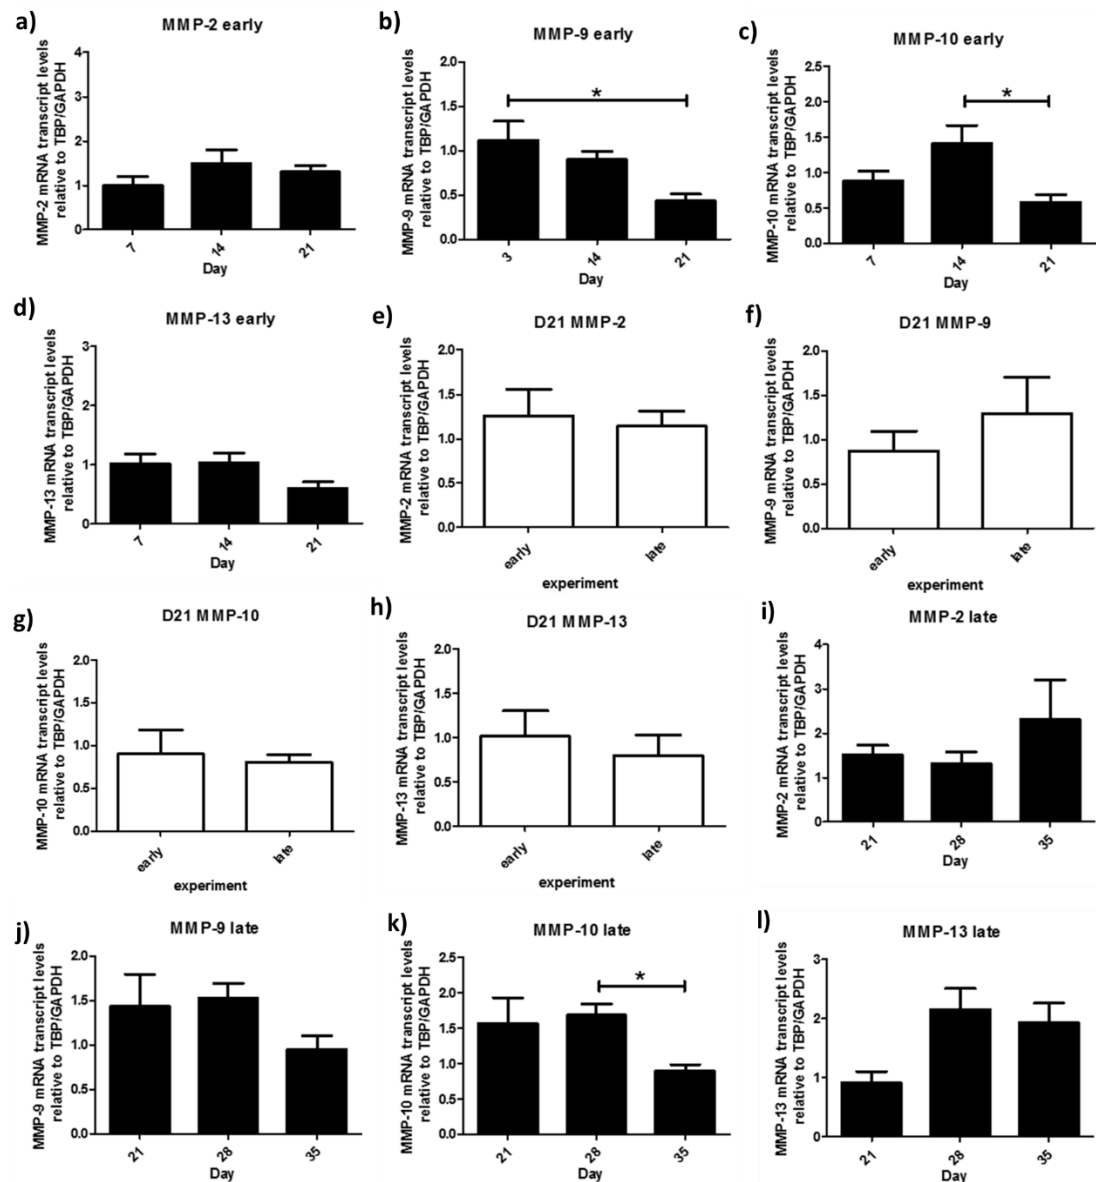 a)
MMP-2 early
MMP-2 mRNA transcript levels
relative to TBP/GAPDH
4
3
2
1
0
7
14
21
Day
b)
MMP-9 early
MMP-9 mRNA transcript levels
relative to TBP/GAPDH
2.0
1.5
1.0
0.5
0.0
*
3
14
21
Day
c)
MMP-10 early
MMP-10 mRNA transcript levels
relative to TBP/GAPDH
2.5
2.0
1.5
1.0
0.5
0.0
*
7
14
21
Day
d)
MMP-13 early
MMP-13 mRNA transcript levels
relative to TBP/GAPDH
3
2
1
0
7
14
21
Day
e)
D21 MMP-2
MMP-2 mRNA transcript levels
relative to TBP/GAPDH
2.0
1.5
1.0
0.5
0.0
early
late
experiment
f)
D21 MMP-9
MMP-9 mRNA transcript levels
relative to TBP/GAPDH
2.0
1.5
1.0
0.5
0.0
early
late
experiment
g)
D21 MMP-10
MMP-10 mRNA transcript levels
relative to TBP/GAPDH
2.0
1.5
1.0
0.5
0.0
early
late
experiment
h)
D21 MMP-13
MMP-13 mRNA transcript levels
relative to TBP/GAPDH
2.0
1.5
1.0
0.5
0.0
early
late
experiment
i)
MMP-2 late
MMP-2 mRNA transcript levels
relative to TBP/GAPDH
4
3
2
1
0
21
28
35
Day
j)
MMP-9 late
MMP-9 mRNA transcript levels
relative to TBP/GAPDH
2.0
1.5
1.0
0.5
0.0
21
28
35
Day
k)
MMP-10 late
MMP-10 mRNA transcript levels
relative to TBP/GAPDH
2.5
2.0
1.5
1.0
0.5
0.0
*
21
28
35
Day
l)
MMP-13 late
MMP-13 mRNA transcript levels
relative to TBP/GAPDH
3
2
1
0
21
28
35
Day